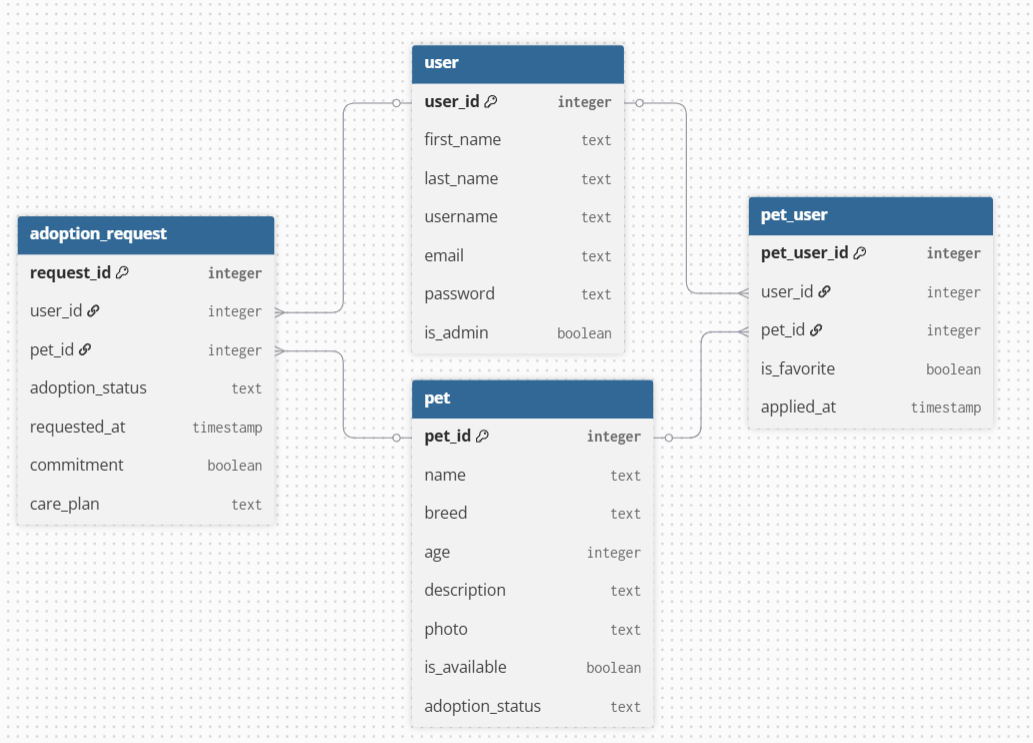 user
user_id integer
first_name text
last_name text
username text
email text
password text
is_admin boolean
adoption_request
request_id integer
user_id integer
pet_id integer
adoption_status text
requested_at timestamp
commitment boolean
care_plan text
pet_user
pet_user_id integer
user_id integer
pet_id integer
is_favorite boolean
applied_at timestamp
pet
pet_id integer
name text
breed text
age integer
description text
photo text
is_available boolean
adoption_status text